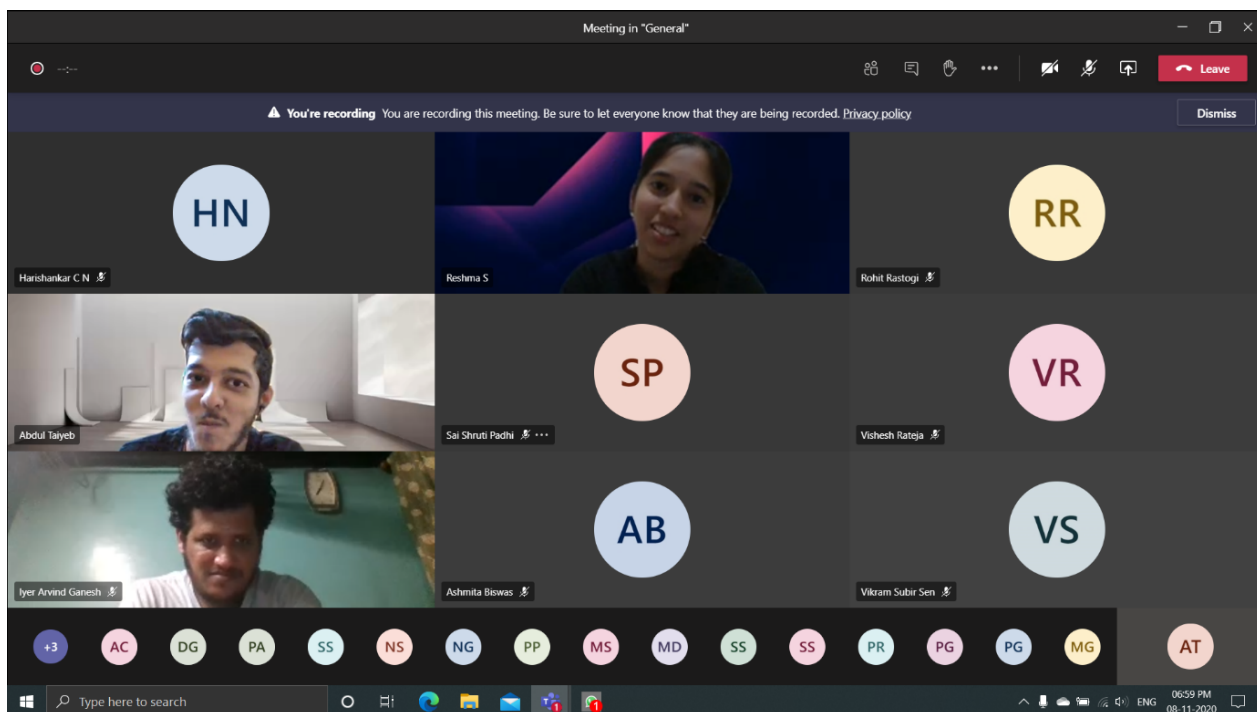 Meeting in "General"
--:--
Leave
You're recording You are recording this meeting. Be sure to let everyone know that they are being recorded. Privacy policy
Dismiss
HN
Harishankar C N
Reshma S
RR
Rohit Rastogi
Abdul Taiyeb
SP
Sai Shruti Padhi
VR
Vishesh Rateja
Iyer Arvind Ganesh
AB
Ashmita Biswas
VS
Vikram Subir Sen
+3 AC DG PA SS NS NG PP MS MD SS SS PR PG PG MG AT
Type here to search
1
1
ENG
06:59 PM
08-11-2020